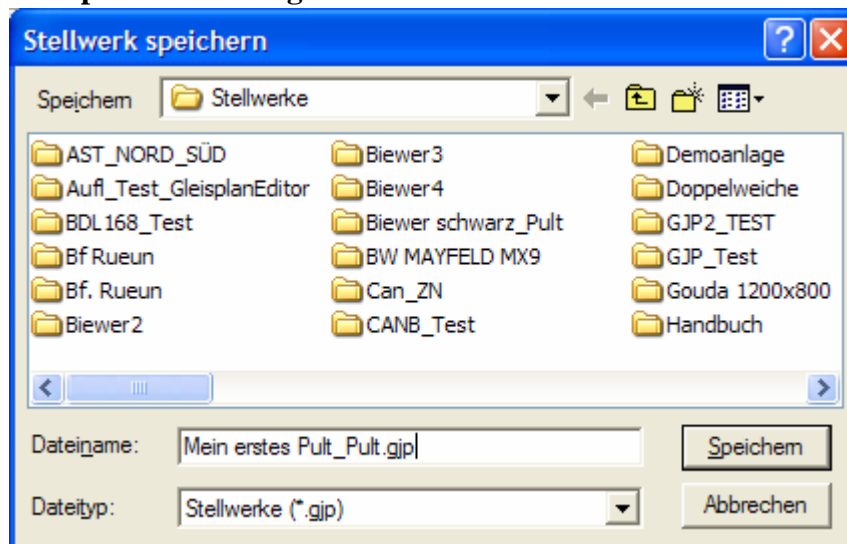 Stellwerk speichern
Speichern Stellwerke
AST_NORD_SÜD Biewer3 Demoanlage
Aufl_Test_GleisplanEditor Biewer4 Doppelweiche
BDL168_Test Biewer schwarz_Pult GJP2_TEST
Bf Rueun BW MAYFELD MX9 GJP_Test
Bf. Rueun Can_ZN Gouda 1200x800
Biewer2 CANB_Test Handbuch
Dateiname: Mein erstes Pult_Pult.gjp Speichern
Dateityp: Stellwerke (*.gjp) Abbrechen